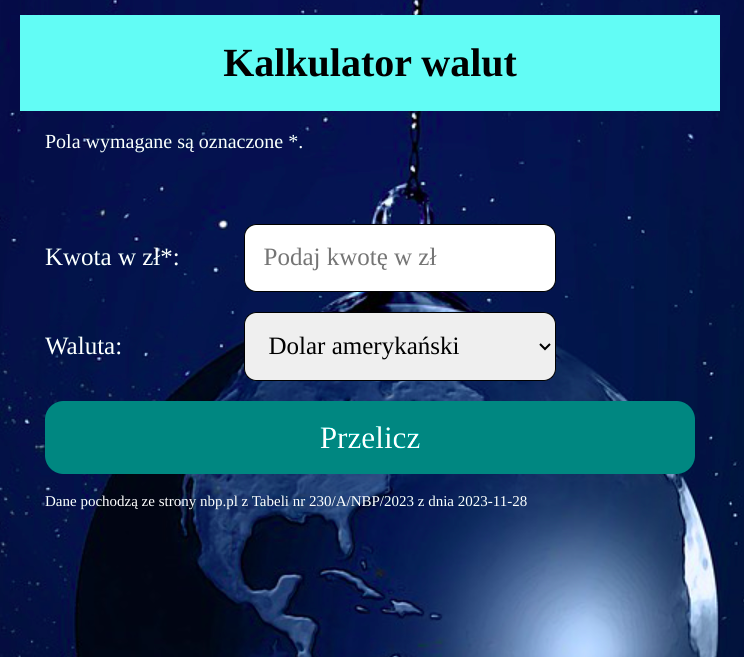 Kalkulator walut
Pola wymagane są oznaczone *.
Kwota w zł*:
Podaj kwotę w zł
Waluta:
Dolar amerykański
Przelicz
Dane pochodzą ze strony nbp.pl z Tabeli nr 230/A/NBP/2023 z dnia 2023-11-28